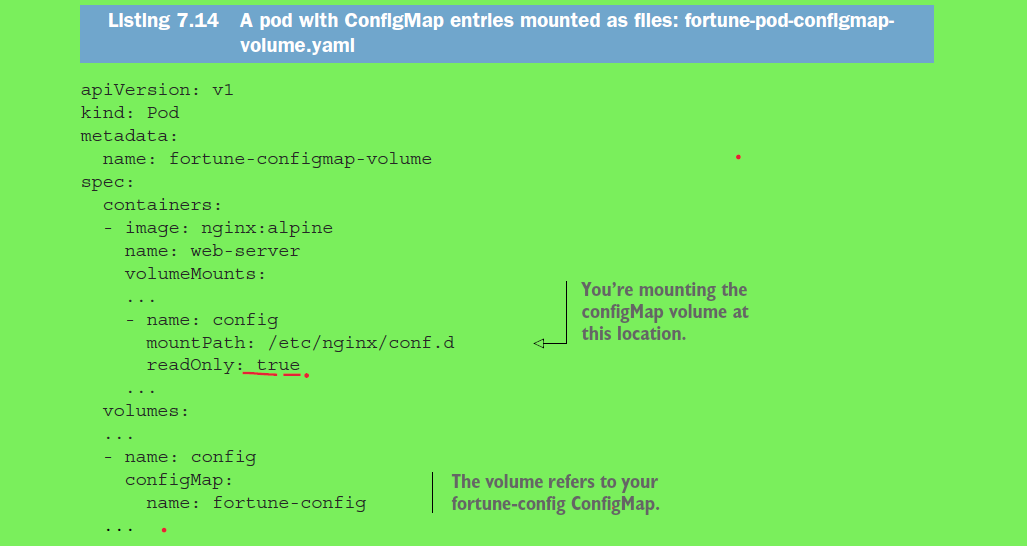 Listing 7.14 A pod with ConfigMap entries mounted as files: fortune-pod-configmap-
volume.yaml
apiVersion: v1
kind: Pod
metadata:
  name: fortune-configmap-volume
spec:
  containers:
  - image: nginx:alpine
    name: web-server
    volumeMounts:
    ...
    - name: config
      mountPath: /etc/nginx/conf.d
      readOnly: true
    ...
  volumes:
  ...
  - name: config
    configMap:
      name: fortune-config
  ...
You're mounting the
configMap volume at
this location.
The volume refers to your
fortune-config ConfigMap.